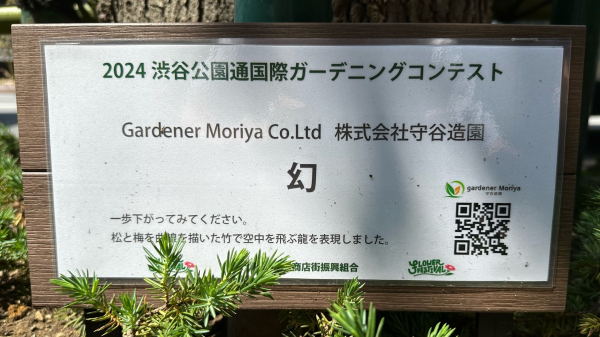 2024 渋谷公園通国際ガーデニングコンテスト
Gardener Moriya Co.Ltd 株式会社守谷造園
幻
gardener Moriya
守谷造園
一歩下がってみてください。
松と梅を曲線を描いた竹で空中を飛ぶ龍を表現しました。
商店街振興組合
FLOWER FESTIVAL